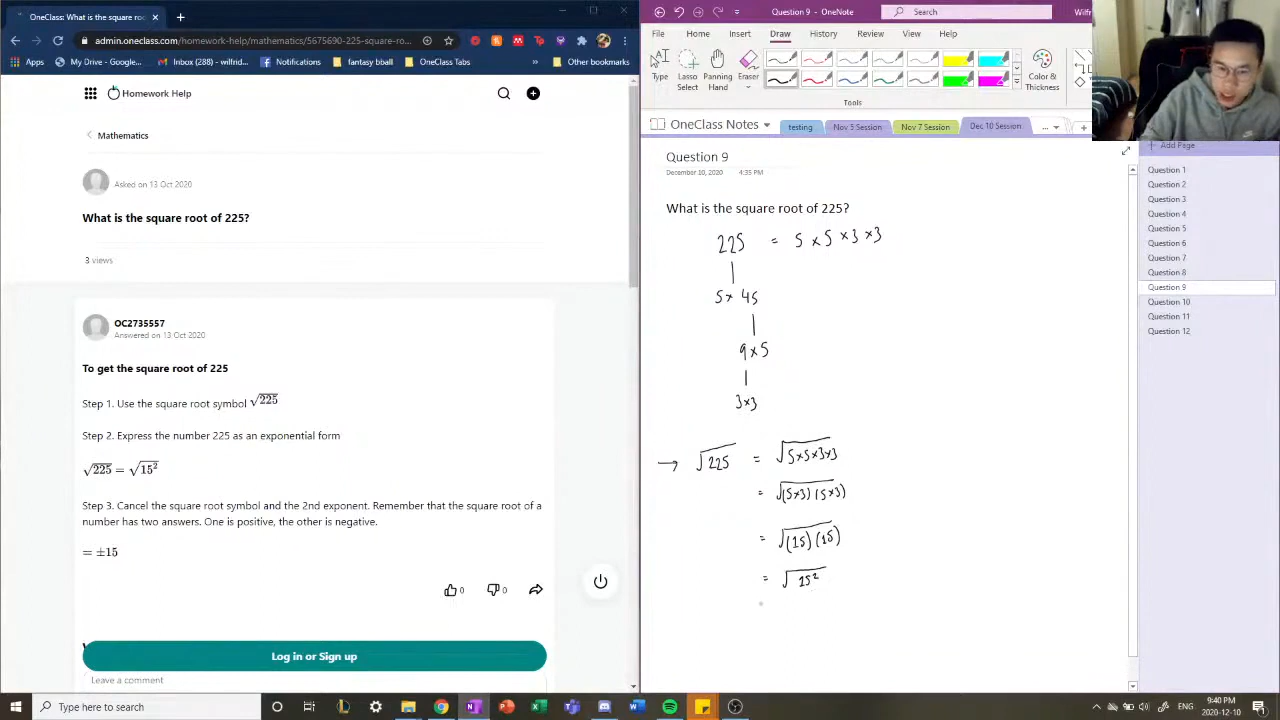 OneClass What is the square roo
Question 9 - OneNote
Search
Wilfr
admin.oneclass.com/homework-help/mathematics/5675690-225-square-ro...
Apps
My Drive - Google...
Inbox (288) - wilfrid...
Notifications
fantasy bball
OneClass Tabs
Other bookmarks
Homework Help
Mathematics
Asked on 13 Oct 2020
What is the square root of 225?
3 views
OC2735557
Answered on 13 Oct 2020
To get the square root of 225
Step 1. Use the square root symbol √225
Step 2. Express the number 225 as an exponential form
√225 = √15²
Step 3. Cancel the square root symbol and the 2nd exponent. Remember that the square root of a
number has two answers. One is positive, the other is negative.
= ±15
0
0
Log in or Sign up
Leave a comment
File Home Insert Draw History Review View Help
Type
Lasso
Select
Panning
Hand
Eraser
Color &
Thickness
Tools
OneClass Notes
testing
Nov 5 Session
Nov 7 Session
Dec 10 Session
Add Page
Question 9
December 10, 2020 4:35 PM
What is the square root of 225?
225 = 5 × 5 × 3 × 3
5 × 45
9 × 5
3×3
→ √225 = √5×5×3×3
= √(5×3)(5×3)
= √(15)(15)
= √15²
Question 1
Question 2
Question 3
Question 4
Question 5
Question 6
Question 7
Question 8
Question 9
Question 10
Question 11
Question 12
Type here to search
9:40 PM
2020-12-10